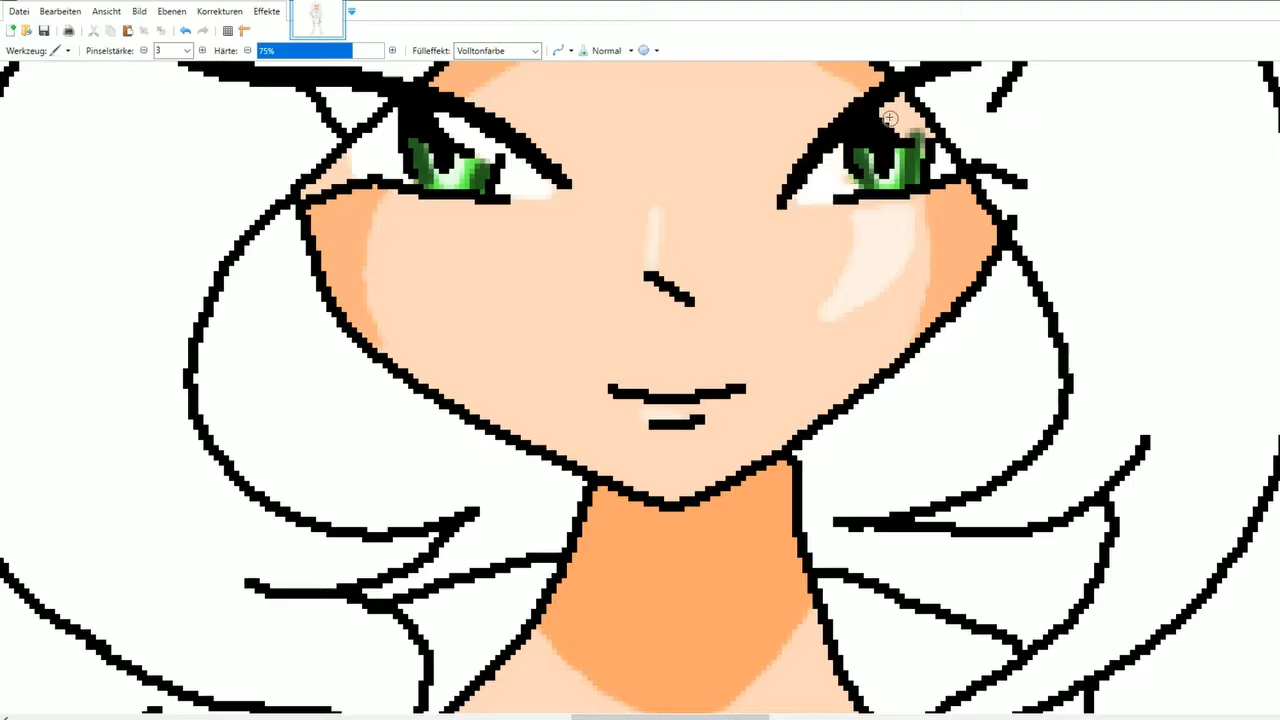 Datei Bearbeiten Ansicht Bild Ebenen Korrekturen Effekte
Werkzeug: Pinselstärke: 3 Härte: 75% Fülleffekt: Volltonfarbe Normal